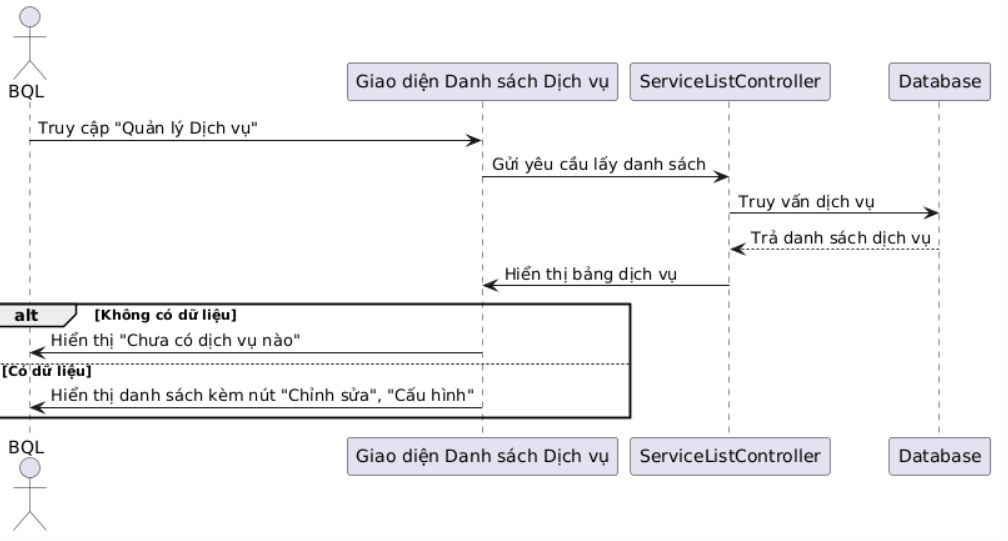 BQL
Giao diện Danh sách Dịch vụ
ServiceListController
Database
Truy cập "Quản lý Dịch vụ"
Gửi yêu cầu lấy danh sách
Truy vấn dịch vụ
Trả danh sách dịch vụ
Hiển thị bảng dịch vụ
alt
[Không có dữ liệu]
Hiển thị "Chưa có dịch vụ nào"
[Có dữ liệu]
Hiển thị danh sách kèm nút "Chỉnh sửa", "Cấu hình"
BQL
Giao diện Danh sách Dịch vụ
ServiceListController
Database